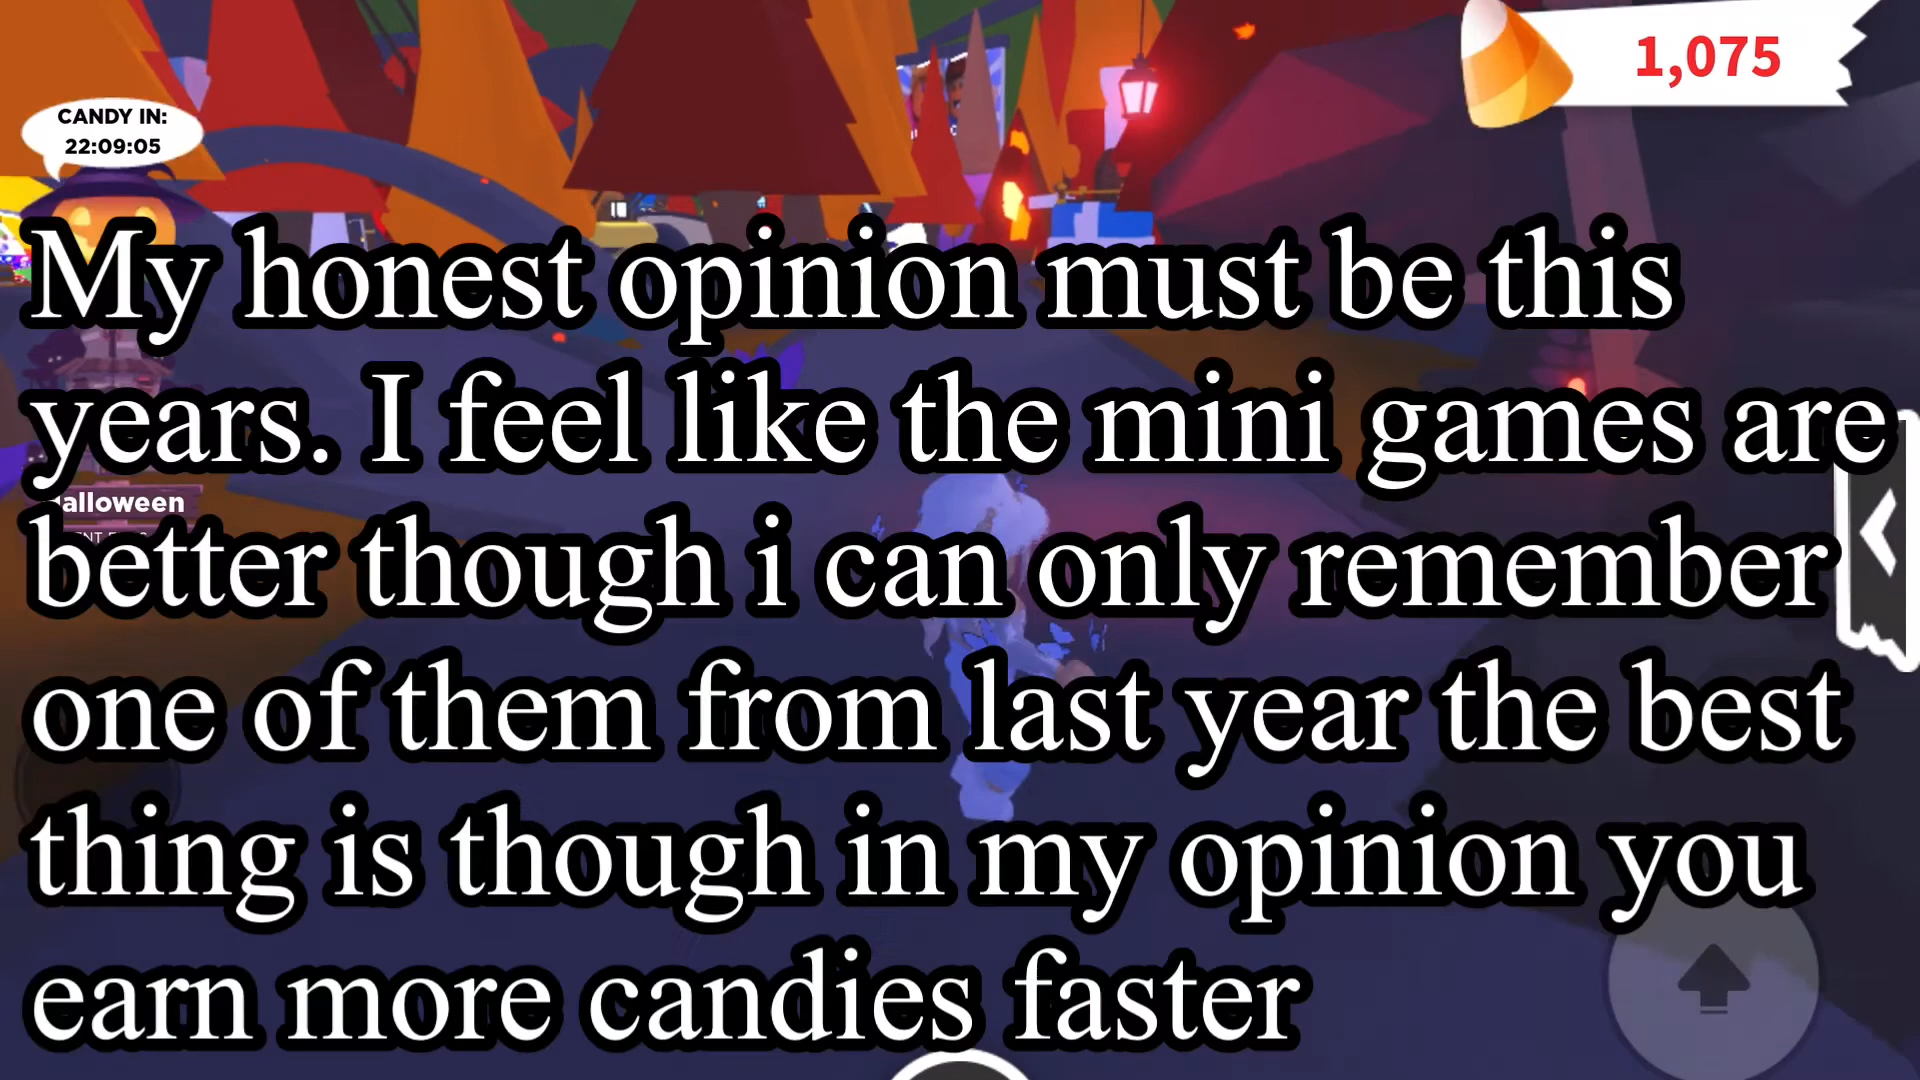 1,075
CANDY IN:
22:09:05
My honest opinion must be this
years. I feel like the mini games are
alloween
better though i can only remember
one of them from last year the best
thing is though in my opinion you
earn more candies faster